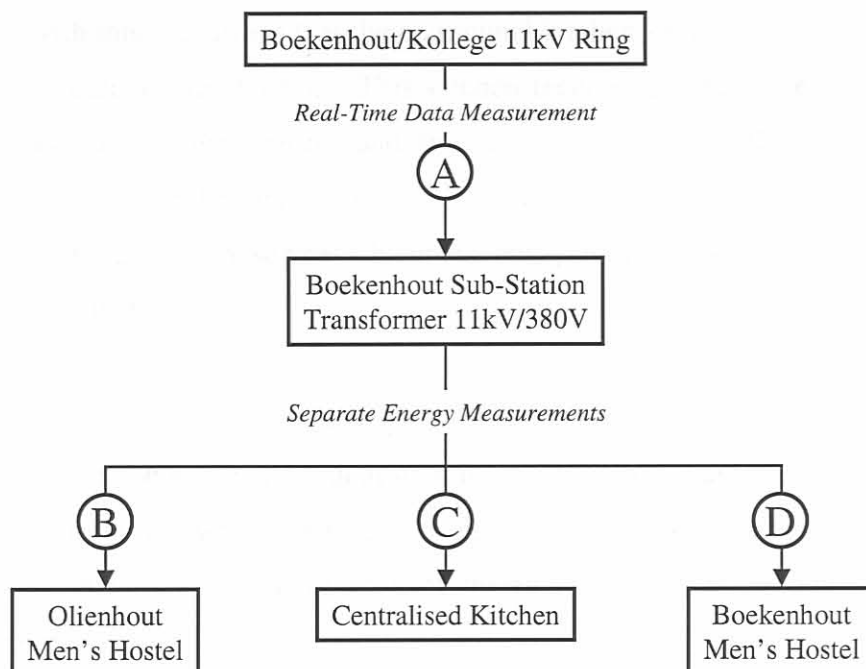 Boekenhout/Kollege 11kV Ring
Real-Time Data Measurement
A
Boekenhout Sub-Station
Transformer 11kV/380V
Separate Energy Measurements
B
C
D
Olienhout
Men's Hostel
Centralised Kitchen
Boekenhout
Men's Hostel